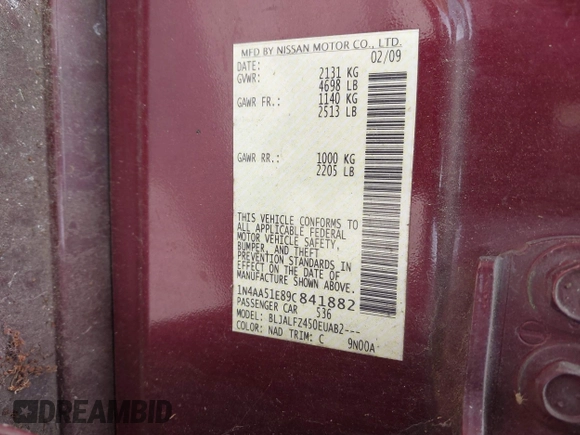 MFD BY NISSAN MOTOR CO., LTD.
DATE: 02/09
GVWR: 2131 KG
4698 LB
GAWR FR.: 1140 KG
2513 LB
GAWR RR.: 1000 KG
2205 LB
THIS VEHICLE CONFORMS TO
ALL APPLICABLE FEDERAL
MOTOR VEHICLE SAFETY,
BUMPER, AND THEFT
PREVENTION STANDARDS IN
EFFECT ON THE DATE OF
MANUFACTURE SHOWN ABOVE.
1N4AA51E89C841882
PASSENGER CAR 536
MODEL: BLJALFZ450EUAB2---
COLOR: NAD TRIM: C 9N00A
DREAMBID